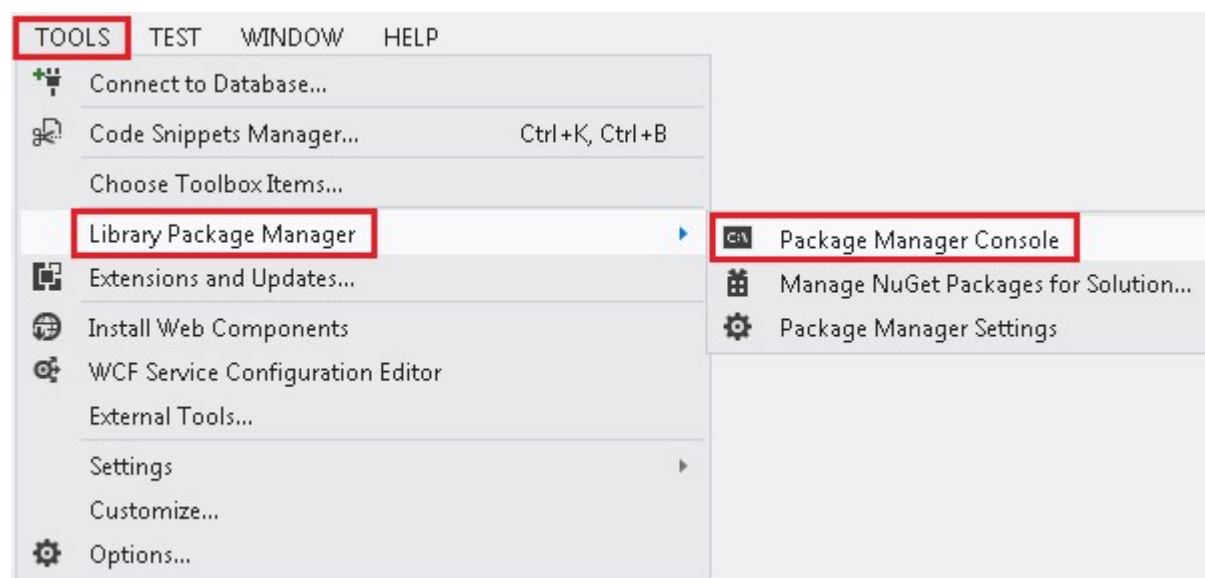 TOOLS TEST WINDOW HELP
Connect to Database...
Code Snippets Manager... Ctrl+K, Ctrl+B
Choose Toolbox Items...
Library Package Manager
Extensions and Updates...
Install Web Components
WCF Service Configuration Editor
External Tools...
Settings
Customize...
Options...
C:\ Package Manager Console
Manage NuGet Packages for Solution...
Package Manager Settings